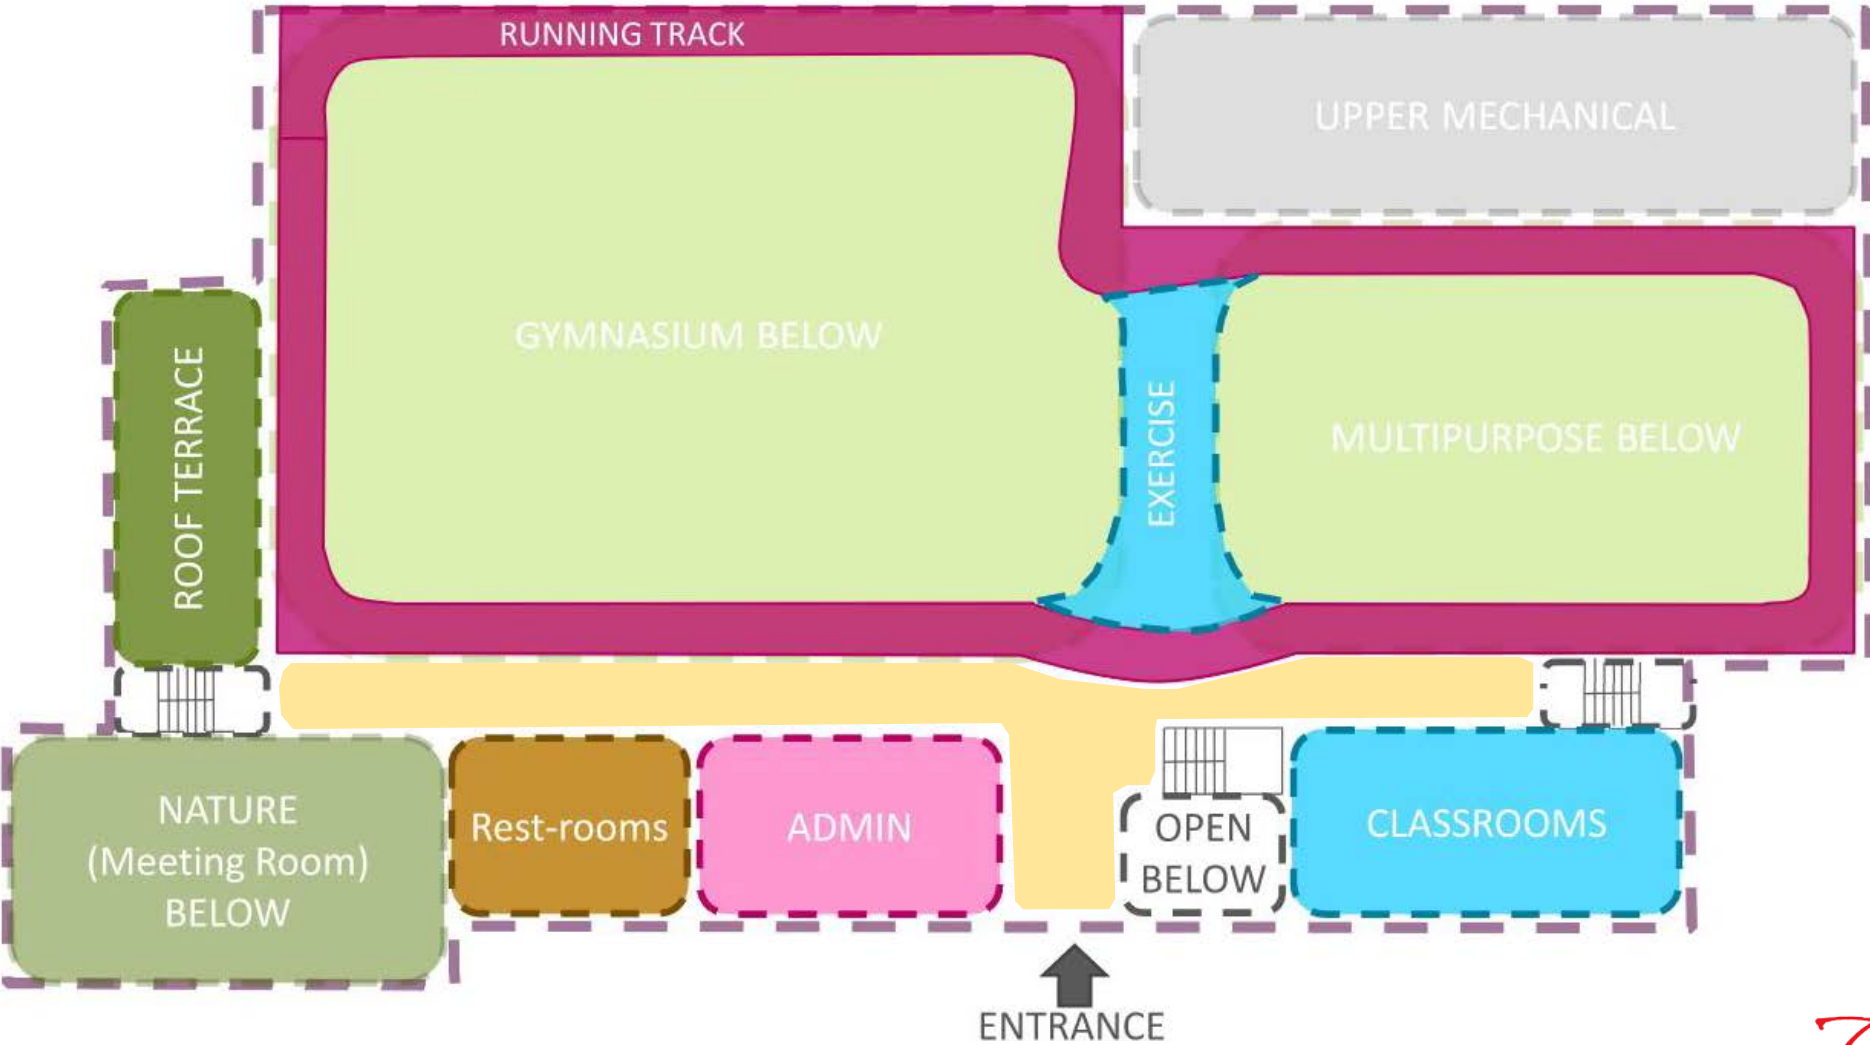 RUNNING TRACK
UPPER MECHANICAL
GYMNASIUM BELOW
ROOF TERRACE
EXERCISE
MULTIPURPOSE BELOW
NATURE
(Meeting Room)
BELOW
Rest-rooms
ADMIN
OPEN
BELOW
CLASSROOMS
ENTRANCE